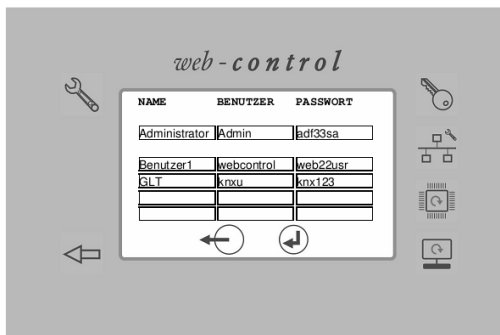 web - control
NAME BENUTZER PASSWORT
Administrator Admin adf33sa
Benutzer1 webcontrol web22usr
GLT knxu knx123